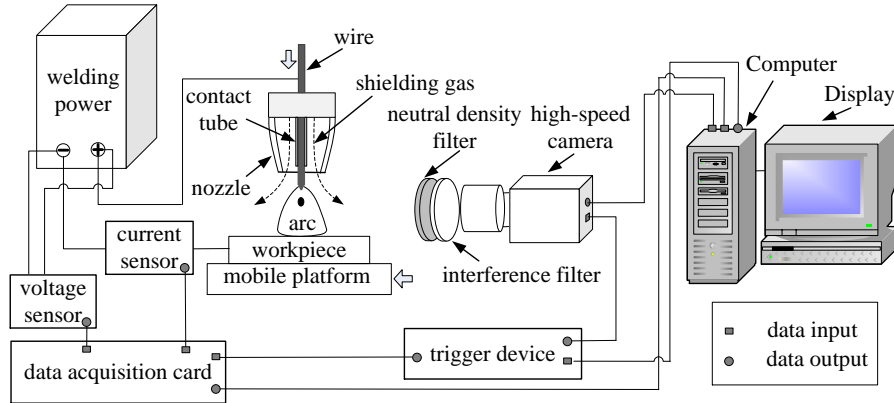 welding
power
wire
contact
tube
shielding gas
nozzle
neutral density
filter
high-speed
camera
Computer
Display
arc
workpiece
mobile platform
interference filter
current
sensor
voltage
sensor
data acquisition card
trigger device
data input
data output